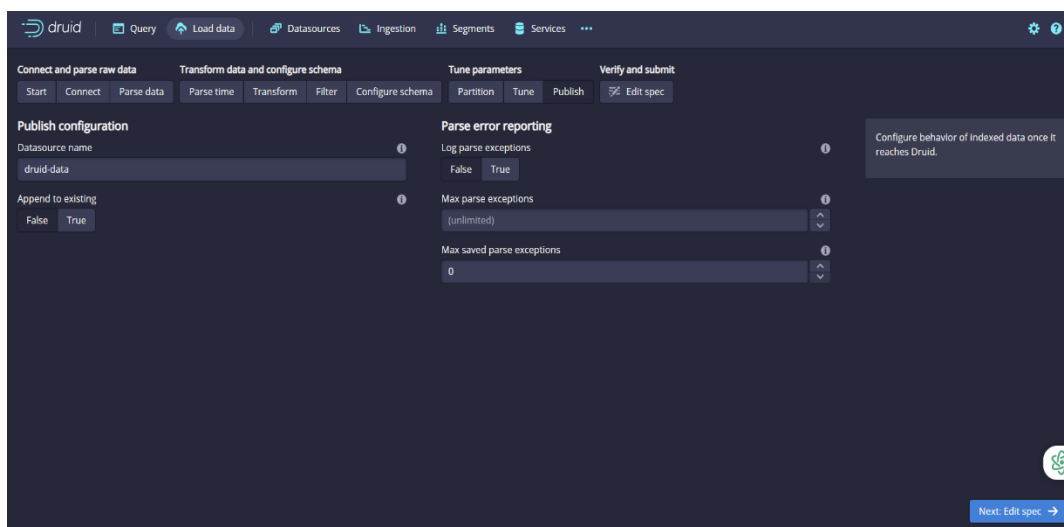 druid Query Load data Datasources Ingestion Segments Services
Connect and parse raw data Transform data and configure schema Tune parameters Verify and submit
Start Connect Parse data Parse time Transform Filter Configure schema Partition Tune Publish Edit spec
Publish configuration
Datasource name
druid-data
Append to existing
False True
Parse error reporting
Log parse exceptions
False True
Max parse exceptions
(unlimited)
Max saved parse exceptions
0
Configure behavior of indexed data once it
reaches Druid.
Next: Edit spec